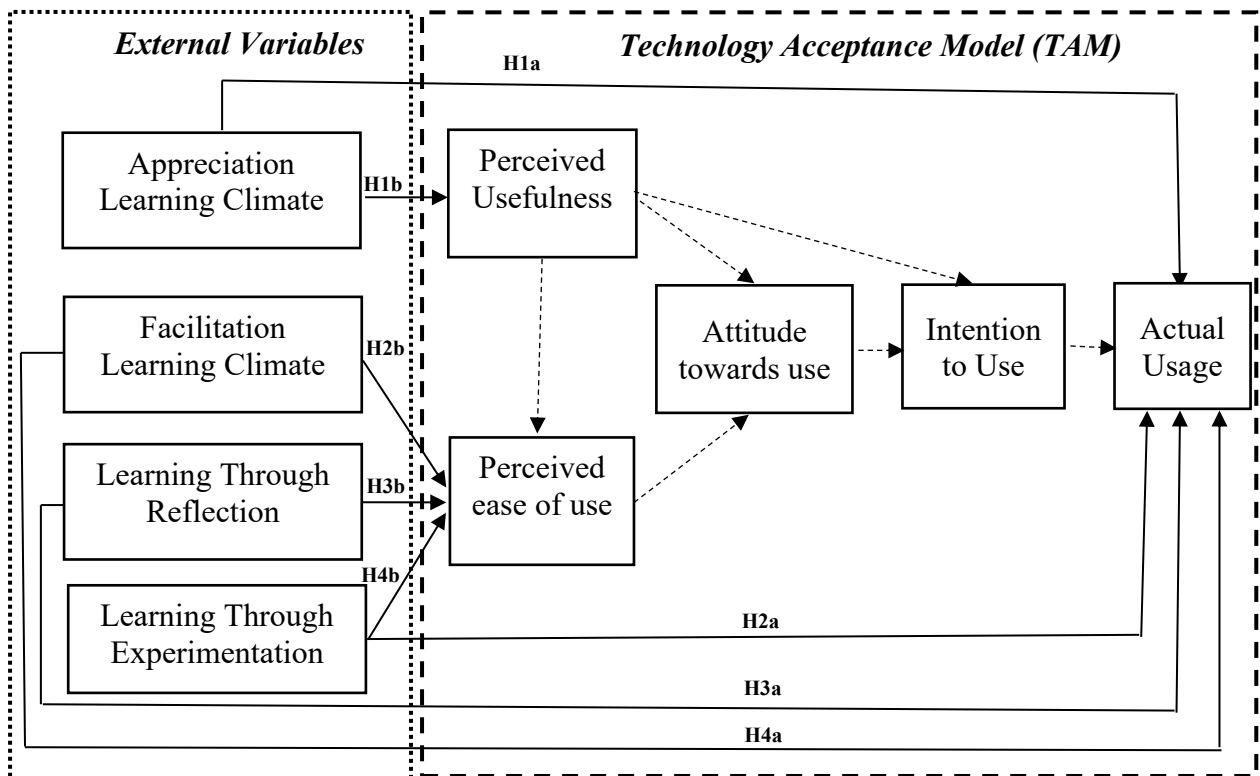 External Variables
Technology Acceptance Model (TAM)
H1a
Appreciation
Learning Climate
H1b
Perceived
Usefulness
Facilitation
Learning Climate
H2b
Attitude
towards use
Intention
to Use
Actual
Usage
Learning Through
Reflection
H3b
Perceived
ease of use
H4b
Learning Through
Experimentation
H2a
H3a
H4a